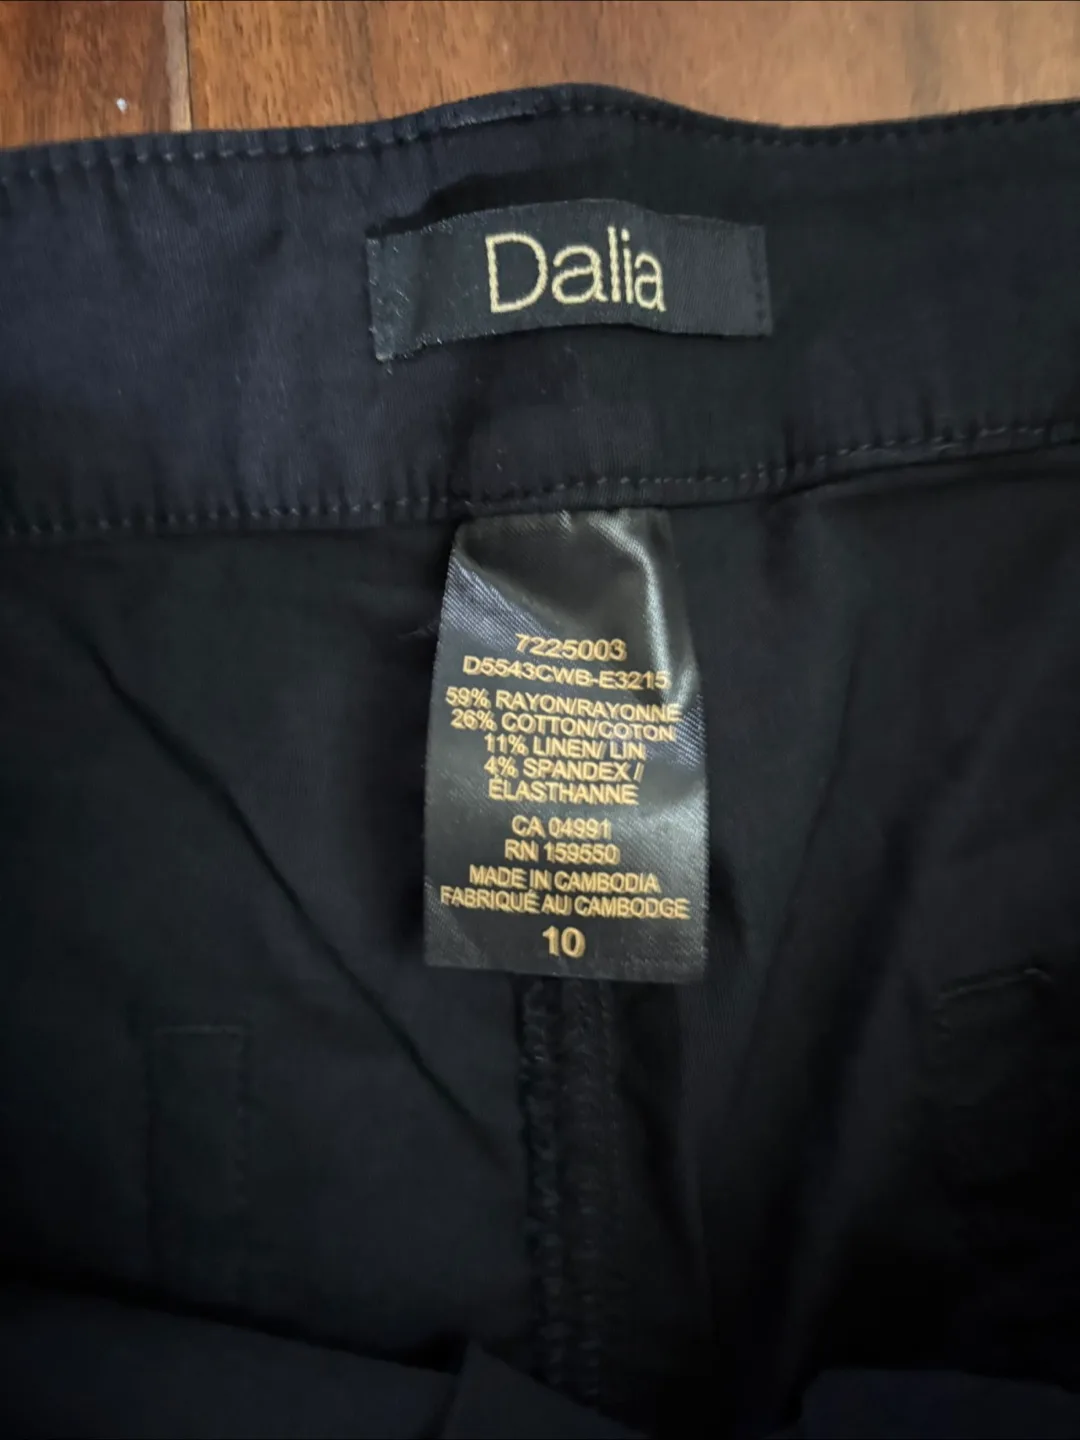 Dalia
7225003
D5543CWB-E3215
59% RAYON/RAYONNE
26% COTTON/COTON
11% LINEN/ LIN
4% SPANDEX /
ÉLASTHANNE
CA 04991
RN 159550
MADE IN CAMBODIA
FABRIQUÉ AU CAMBODGE
10